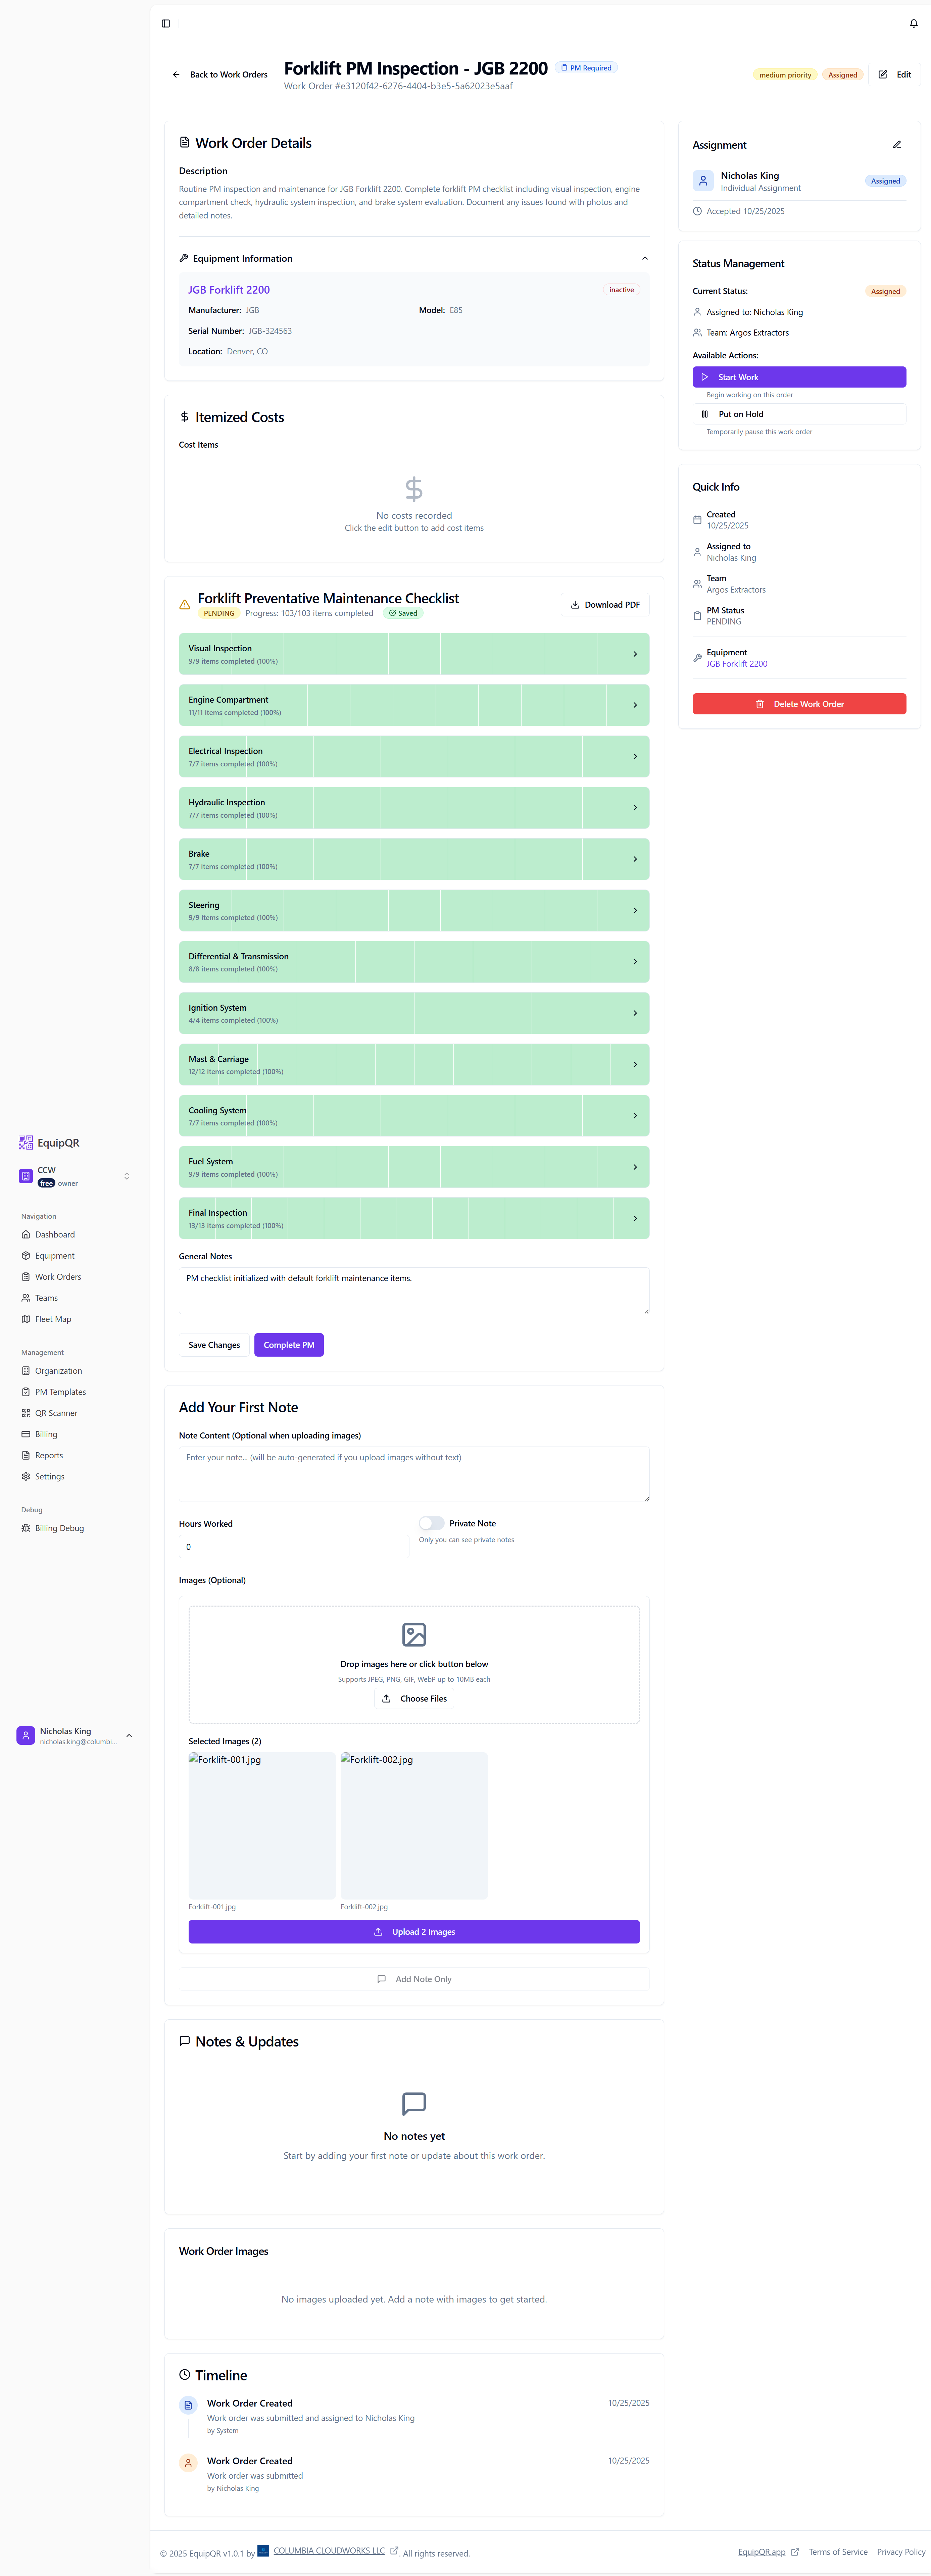 Back to Work Orders
Forklift PM Inspection - JGB 2200
PM Required
Work Order #e3120f42-6276-4404-b3e5-5a62023e5aaf
medium priority
Assigned
Edit
Work Order Details
Description
Routine PM inspection and maintenance for JGB Forklift 2200. Complete forklift PM checklist including visual inspection, engine
compartment check, hydraulic system inspection, and brake system evaluation. Document any issues found with photos and
detailed notes.
Equipment Information
JGB Forklift 2200
inactive
Manufacturer: JGB
Model: E85
Serial Number: JGB-324563
Location: Denver, CO
Itemized Costs
Cost Items
No costs recorded
Click the edit button to add cost items
Forklift Preventative Maintenance Checklist
PENDING
Progress: 103/103 items completed
Saved
Download PDF
Visual Inspection
9/9 items completed (100%)
Engine Compartment
11/11 items completed (100%)
Electrical Inspection
7/7 items completed (100%)
Hydraulic Inspection
7/7 items completed (100%)
Brake
7/7 items completed (100%)
Steering
9/9 items completed (100%)
Differential & Transmission
8/8 items completed (100%)
Ignition System
4/4 items completed (100%)
Mast & Carriage
12/12 items completed (100%)
Cooling System
7/7 items completed (100%)
Fuel System
9/9 items completed (100%)
Final Inspection
13/13 items completed (100%)
General Notes
PM checklist initialized with default forklift maintenance items.
Save Changes
Complete PM
Add Your First Note
Note Content (Optional when uploading images)
Enter your note... (will be auto-generated if you upload images without text)
Hours Worked
0
Private Note
Only you can see private notes
Images (Optional)
Drop images here or click button below
Supports JPEG, PNG, GIF, WebP up to 10MB each
Choose Files
Selected Images (2)
Forklift-001.jpg
Forklift-002.jpg
Forklift-001.jpg
Forklift-002.jpg
Upload 2 Images
Add Note Only
Notes & Updates
No notes yet
Start by adding your first note or update about this work order.
Work Order Images
No images uploaded yet. Add a note with images to get started.
Timeline
Work Order Created
10/25/2025
Work order was submitted and assigned to Nicholas King
by System
Work Order Created
10/25/2025
Work order was submitted
by Nicholas King
Assignment
Nicholas King
Individual Assignment
Assigned
Accepted 10/25/2025
Status Management
Current Status:
Assigned
Assigned to: Nicholas King
Team: Argos Extractors
Available Actions:
Start Work
Begin working on this order
Put on Hold
Temporarily pause this work order
Quick Info
Created
10/25/2025
Assigned to
Nicholas King
Team
Argos Extractors
PM Status
PENDING
Equipment
JGB Forklift 2200
Delete Work Order
EquipQR
CCW
free owner
Navigation
Dashboard
Equipment
Work Orders
Teams
Fleet Map
Management
Organization
PM Templates
QR Scanner
Billing
Reports
Settings
Debug
Billing Debug
Nicholas King
nicholas.king@columbi...
© 2025 EquipQR v1.0.1 by COLUMBIA CLOUDWORKS LLC . All rights reserved.
EquipQR.app
Terms of Service
Privacy Policy